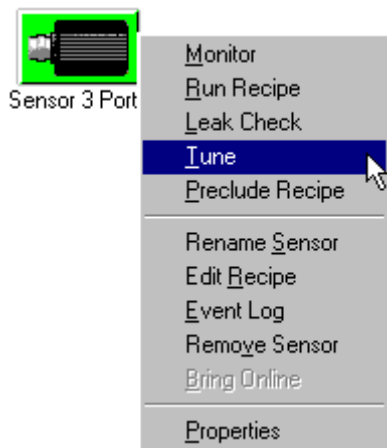 Sensor 3 Port
Monitor
Run Recipe
Leak Check
Tune
Preclude Recipe
Rename Sensor
Edit Recipe
Event Log
Remove Sensor
Bring Online
Properties